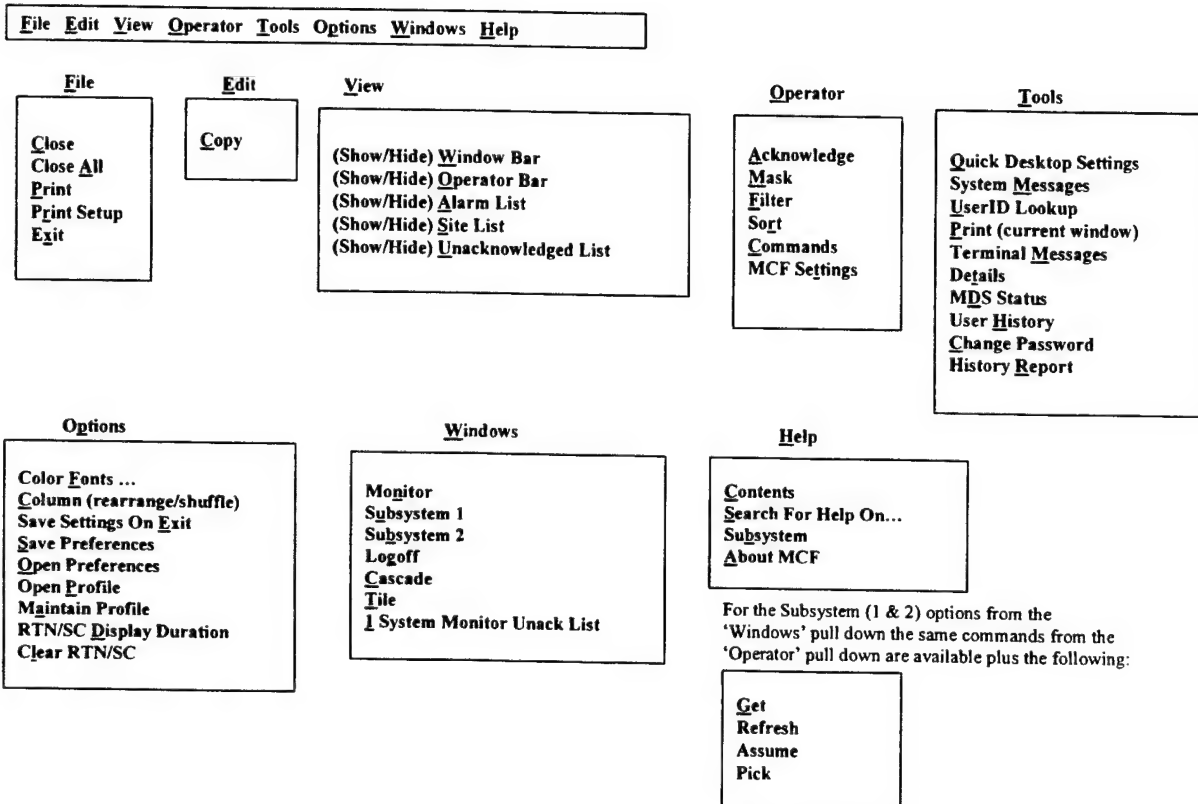 File Edit View Operator Tools Options Windows Help
File
Close
Close All
Print
Print Setup
Exit
Edit
Copy
View
(Show/Hide) Window Bar
(Show/Hide) Operator Bar
(Show/Hide) Alarm List
(Show/Hide) Site List
(Show/Hide) Unacknowledged List
Operator
Acknowledge
Mask
Filter
Sort
Commands
MCF Settings
Tools
Quick Desktop Settings
System Messages
UserID Lookup
Print (current window)
Terminal Messages
Details
MDS Status
User History
Change Password
History Report
Options
Color Fonts ...
Column (rearrange/shuffle)
Save Settings On Exit
Save Preferences
Open Preferences
Open Profile
Maintain Profile
RTN/SC Display Duration
Clear RTN/SC
Windows
Monitor
Subsystem 1
Subsystem 2
Logoff
Cascade
Tile
1 System Monitor Unack List
Help
Contents
Search For Help On...
Subsystem
About MCF
For the Subsystem (1 & 2) options from the
'Windows' pull down the same commands from the
'Operator' pull down are available plus the following:
Get
Refresh
Assume
Pick